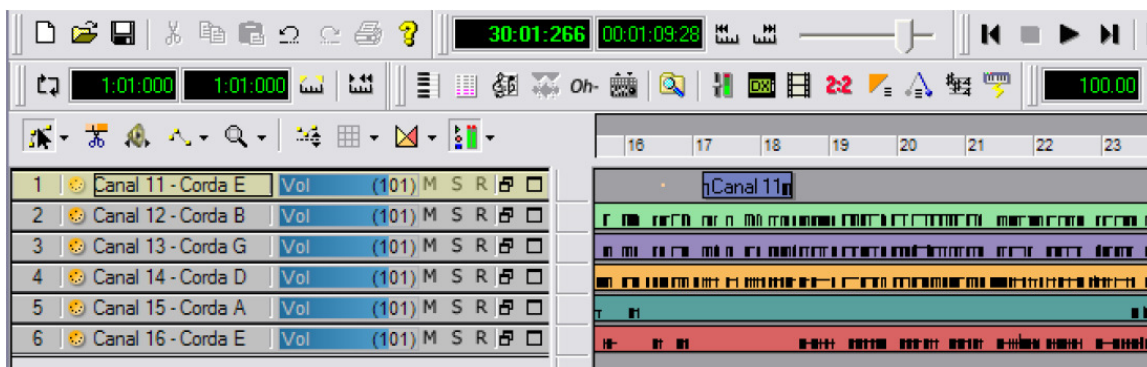 30:01:266 00:01:09:28
1:01:000 1:01:000 Oh- DXi 2:2 100.00
16 17 18 19 20 21 22 23
1 Canal 11 - Corda E Vol (101) M S R Canal 11
2 Canal 12 - Corda B Vol (101) M S R
3 Canal 13 - Corda G Vol (101) M S R
4 Canal 14 - Corda D Vol (101) M S R
5 Canal 15 - Corda A Vol (101) M S R
6 Canal 16 - Corda E Vol (101) M S R